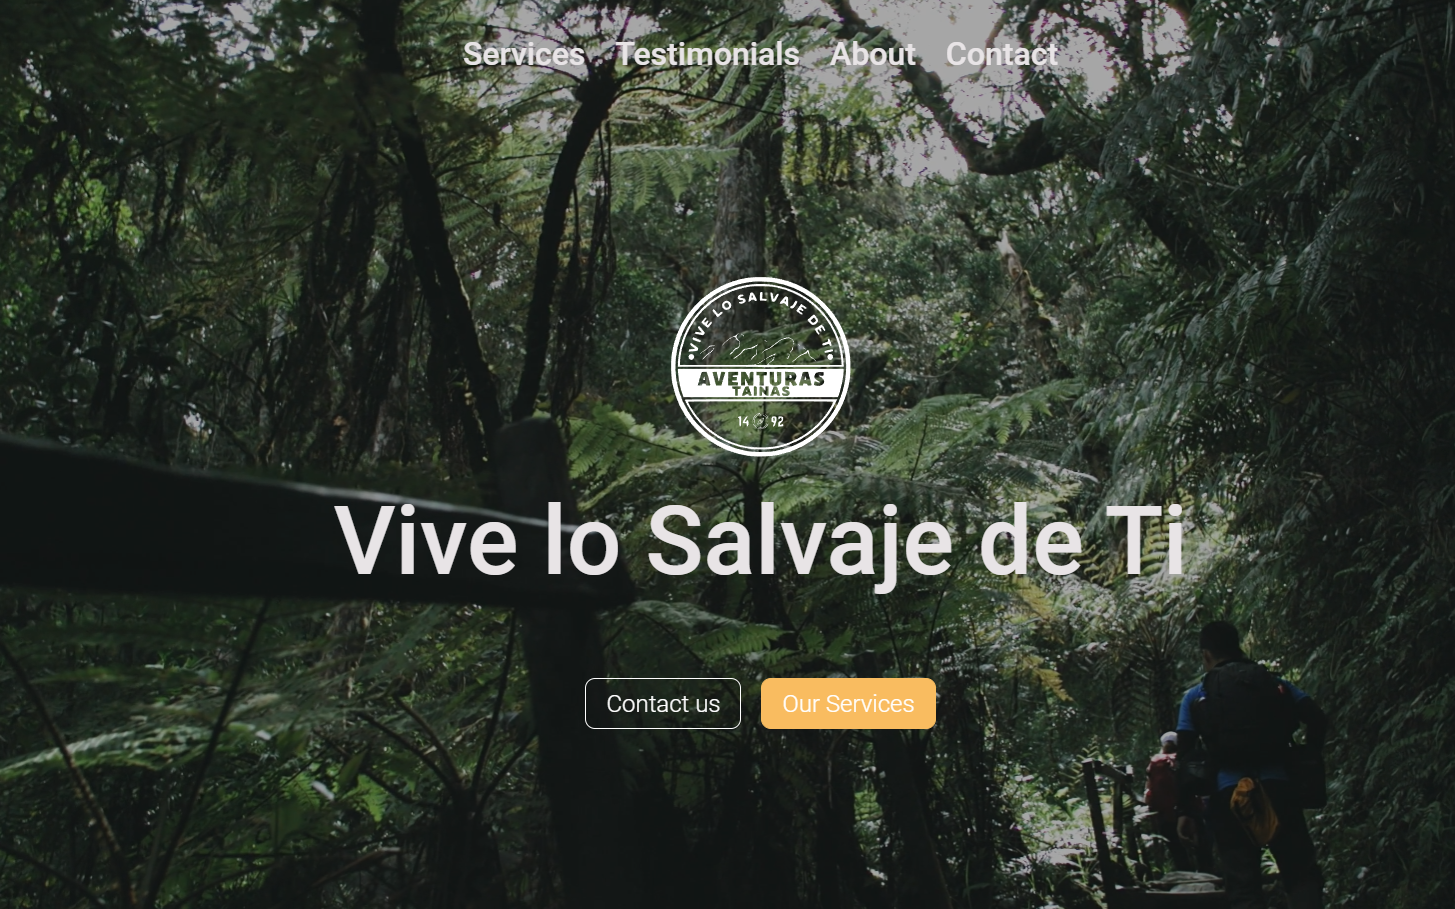 Services Testimonials About Contact
VIVE LO SALVAJE DE TI
AVENTURAS
TAINAS
14 92
Vive lo Salvaje de Ti
Contact us Our Services